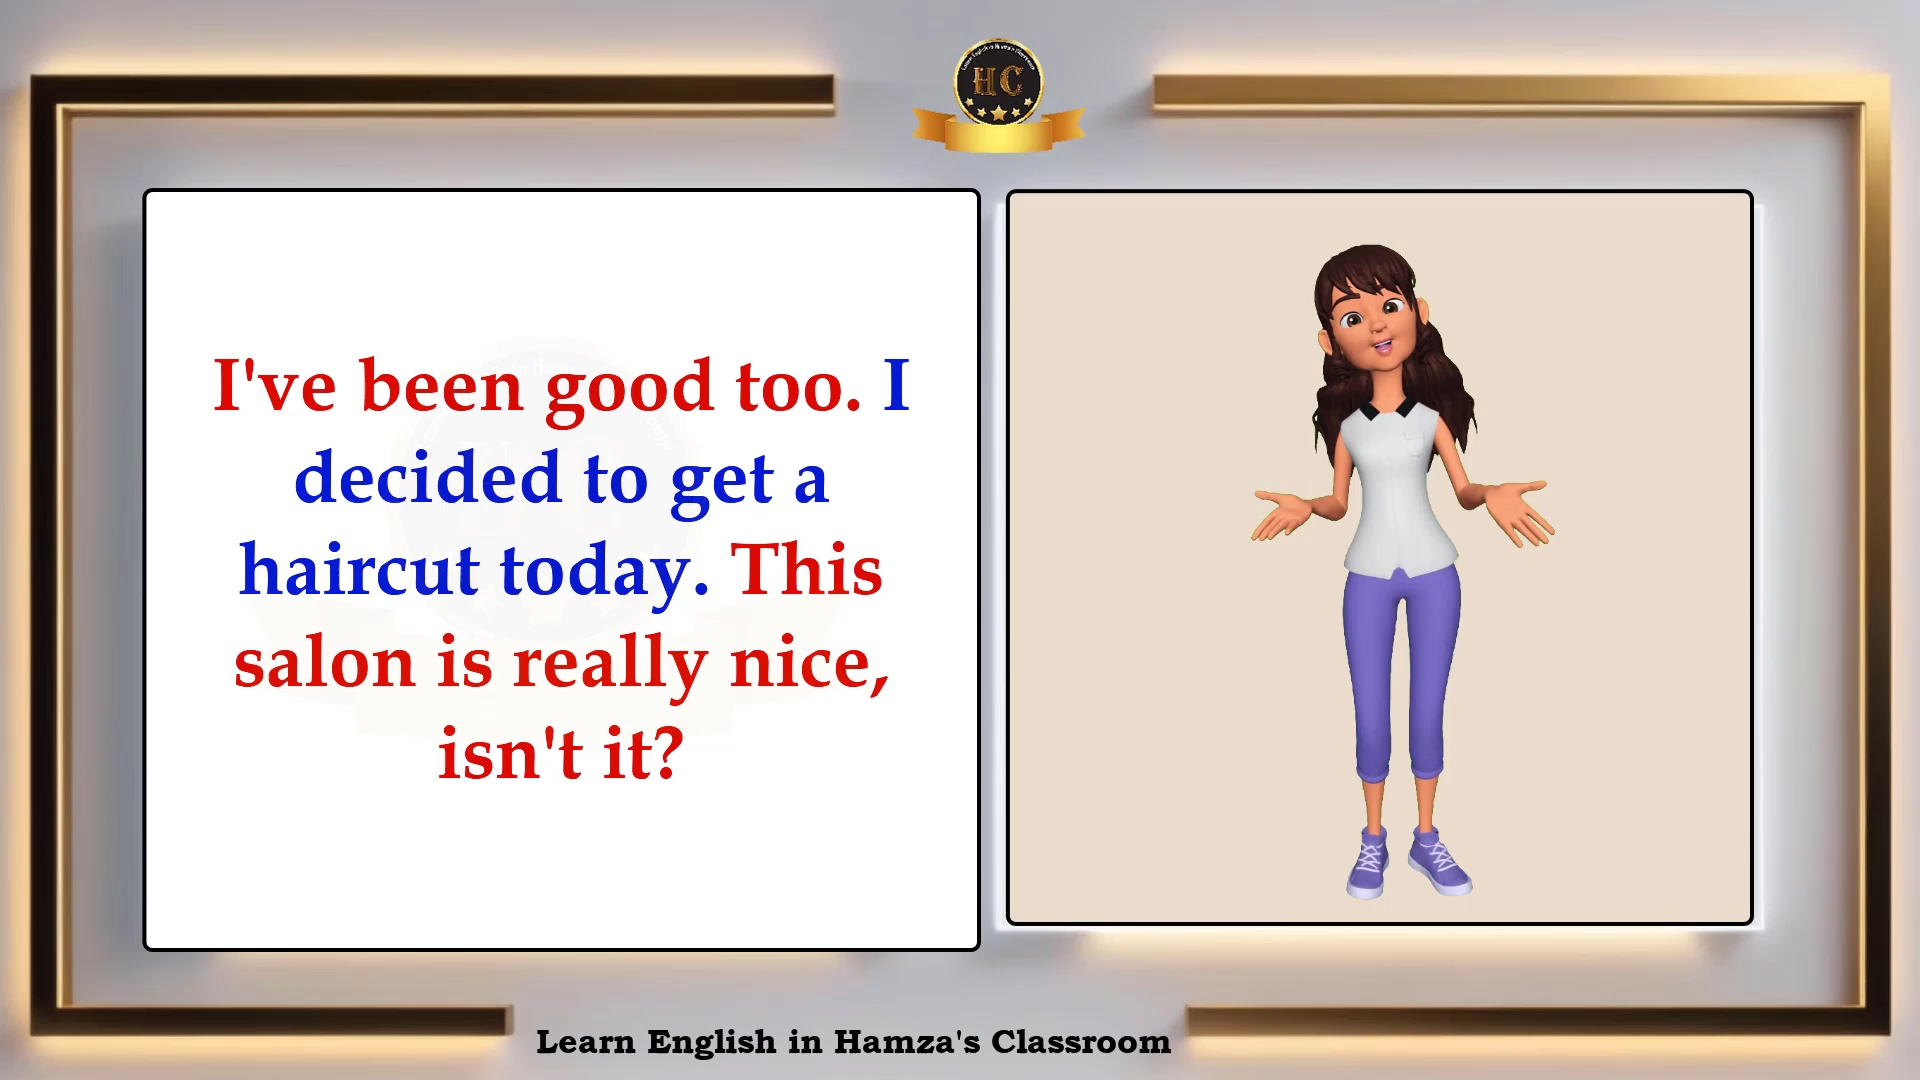 HC
I've been good too. I
decided to get a
haircut today. This
salon is really nice,
isn't it?
Learn English in Hamza's Classroom